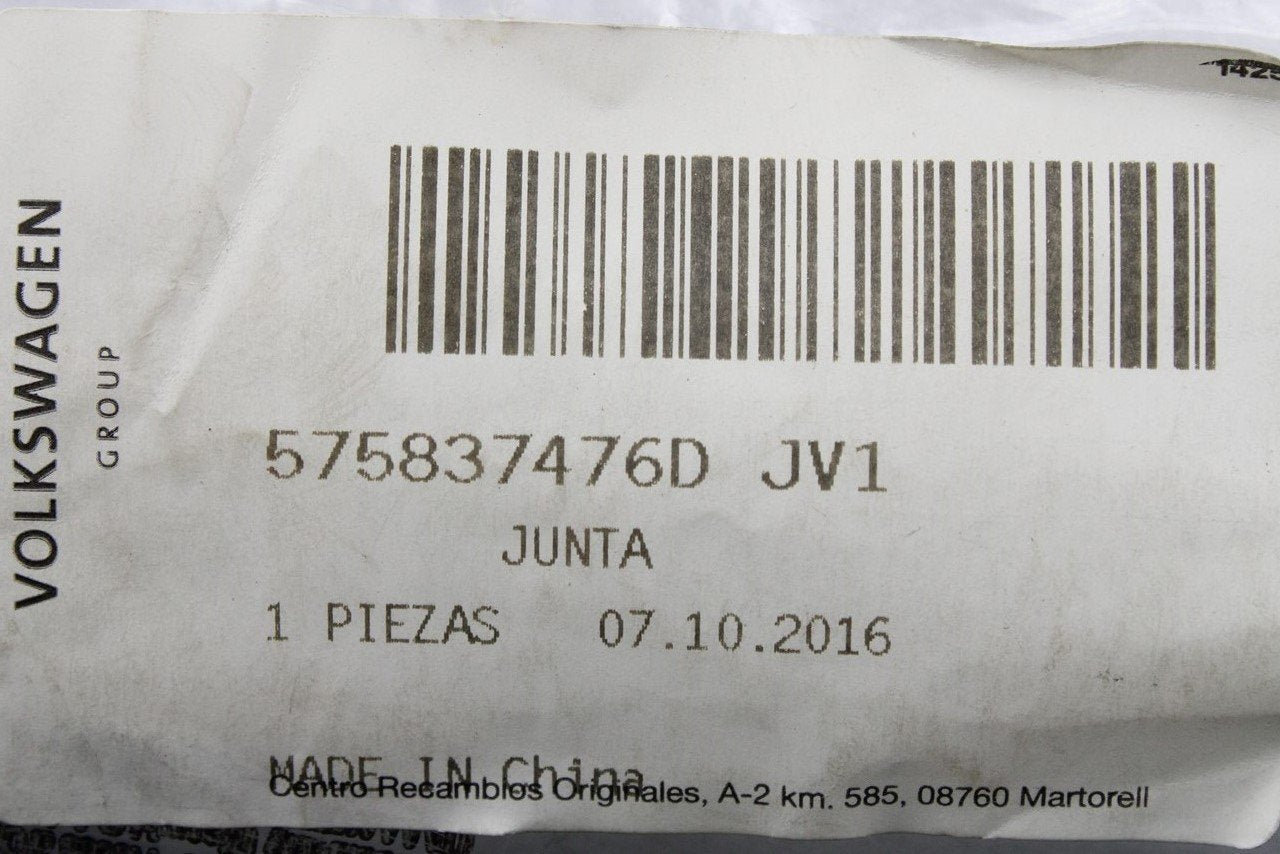 VOLKSWAGEN
GROUP
575837476D JV1
JUNTA
1 PIEZAS 07.10.2016
MADE IN China
Centro Recambios Originales, A-2 km. 585, 08760 Martorell